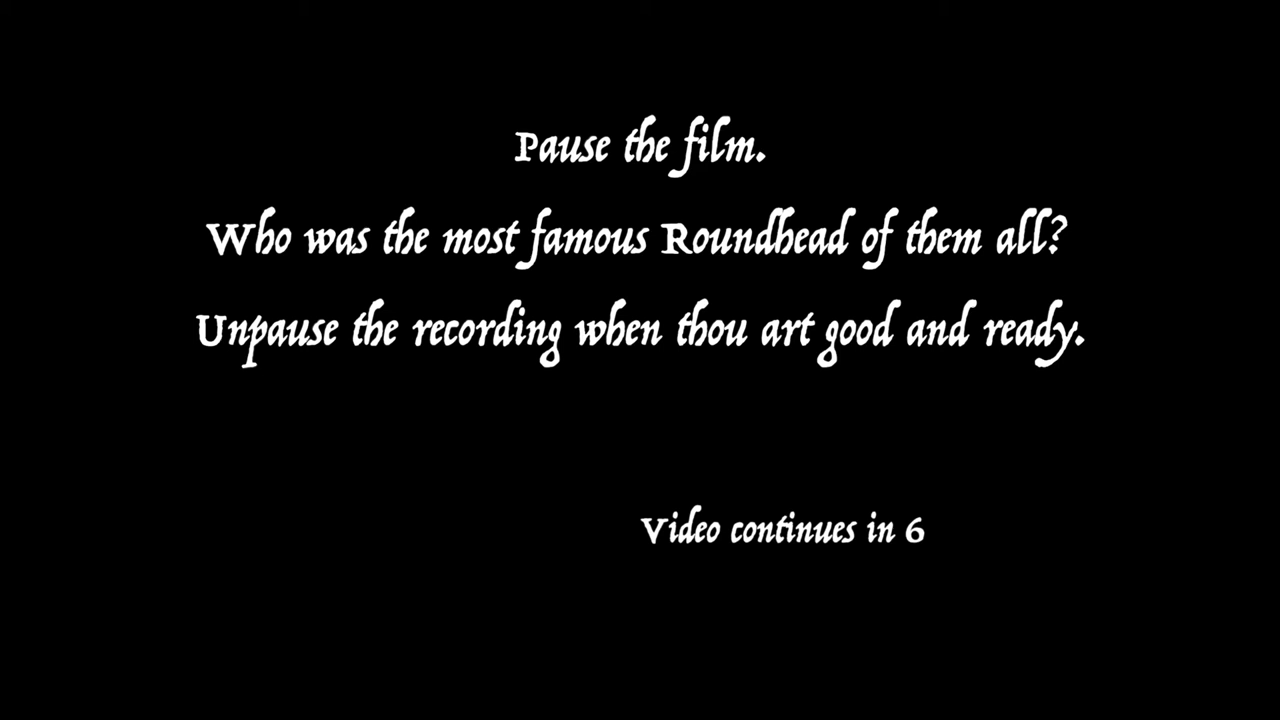 Pause the film.
Who was the most famous Roundhead of them all?
Unpause the recording when thou art good and ready.
Video continues in 6